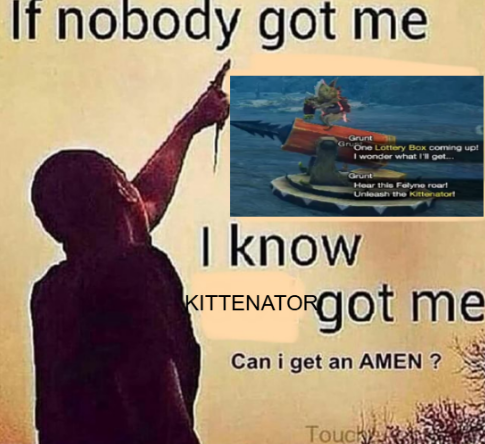 If nobody got me
Grunt
One Lottery Box coming up!
I wonder what I'll get...
Grunt
Hear this Felyne roar!
Unleash the Kittenator!
I know
KITTENATOR got me
Can i get an AMEN ?